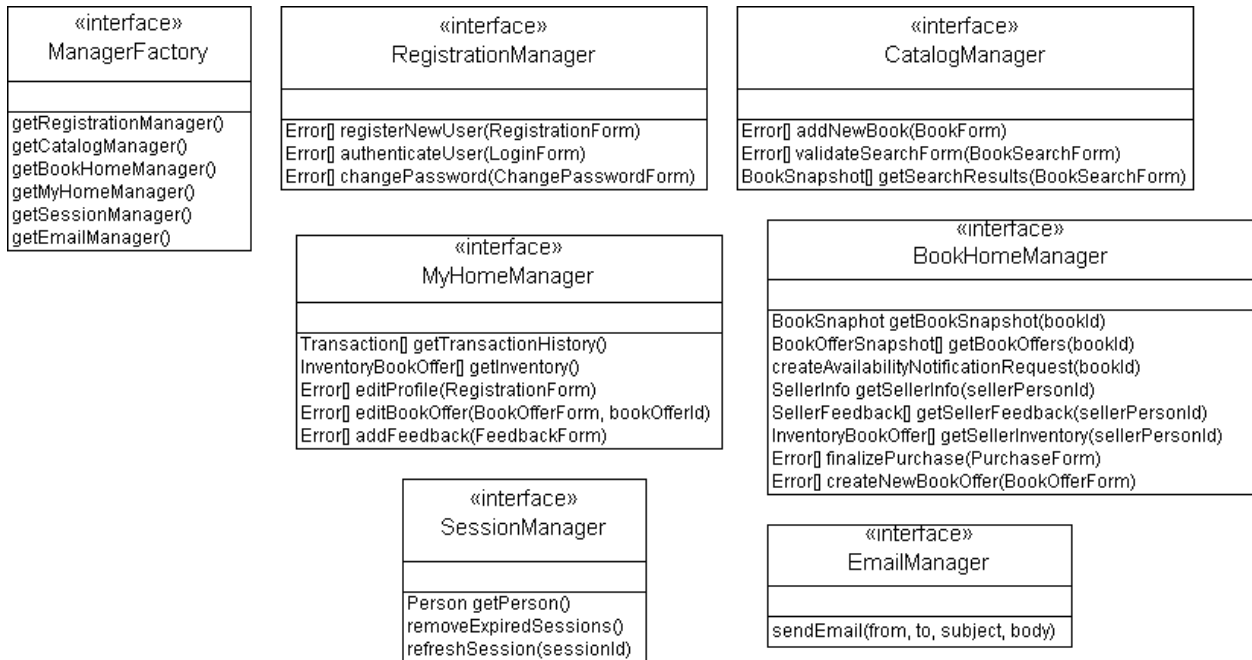 «interface»
ManagerFactory
getRegistrationManager()
getCatalogManager()
getBookHomeManager()
getMyHomeManager()
getSessionManager()
getEmailManager()
«interface»
RegistrationManager
Error[] registerNewUser(RegistrationForm)
Error[] authenticateUser(LoginForm)
Error[] changePassword(ChangePasswordForm)
«interface»
CatalogManager
Error[] addNewBook(BookForm)
Error[] validateSearchForm(BookSearchForm)
BookSnapshot[] getSearchResults(BookSearchForm)
«interface»
MyHomeManager
Transaction[] getTransactionHistory()
InventoryBookOffer[] getInventory()
Error[] editProfile(RegistrationForm)
Error[] editBookOffer(BookOfferForm, bookOfferId)
Error[] addFeedback(FeedbackForm)
«interface»
BookHomeManager
BookSnaphot getBookSnapshot(bookId)
BookOfferSnapshot[] getBookOffers(bookId)
createAvailabilityNotificationRequest(bookId)
SellerInfo getSellerInfo(sellerPersonId)
SellerFeedback[] getSellerFeedback(sellerPersonId)
InventoryBookOffer[] getSellerInventory(sellerPersonId)
Error[] finalizePurchase(PurchaseForm)
Error[] createNewBookOffer(BookOfferForm)
«interface»
SessionManager
Person getPerson()
removeExpiredSessions()
refreshSession(sessionId)
«interface»
EmailManager
sendEmail(from, to, subject, body)